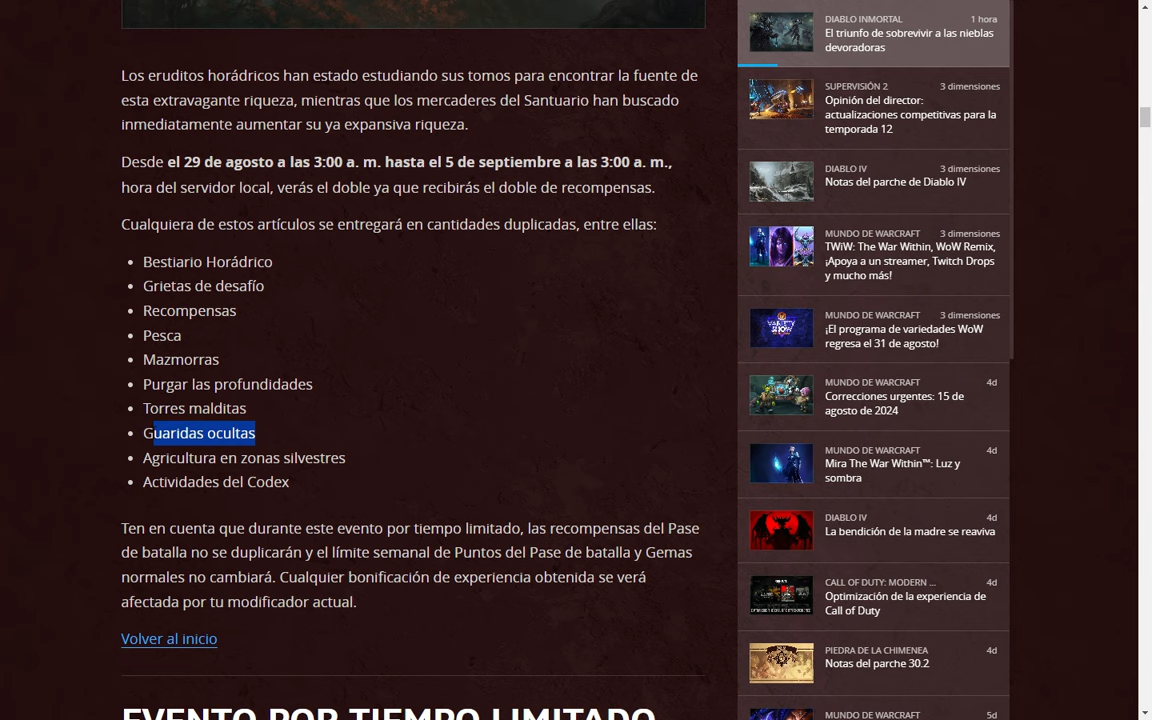 Los eruditos horádricos han estado estudiando sus tomos para encontrar la fuente de
esta extravagante riqueza, mientras que los mercaderes del Santuario han buscado
inmediatamente aumentar su ya expansiva riqueza.
Desde el 29 de agosto a las 3:00 a. m. hasta el 5 de septiembre a las 3:00 a. m.,
hora del servidor local, verás el doble ya que recibirás el doble de recompensas.
Cualquiera de estos artículos se entregará en cantidades duplicadas, entre ellas:
• Bestiario Horádrico
• Grietas de desafío
• Recompensas
• Pesca
• Mazmorras
• Purgar las profundidades
• Torres malditas
• Guaridas ocultas
• Agricultura en zonas silvestres
• Actividades del Codex
Ten en cuenta que durante este evento por tiempo limitado, las recompensas del Pase
de batalla no se duplicarán y el límite semanal de Puntos del Pase de batalla y Gemas
normales no cambiará. Cualquier bonificación de experiencia obtenida se verá
afectada por tu modificador actual.
Volver al inicio
EVENTO POR TIEMPO LIMITADO
DIABLO INMORTAL 1 hora
El triunfo de sobrevivir a las nieblas
devoradoras
SUPERVISIÓN 2 3 dimensiones
Opinión del director:
actualizaciones competitivas para la
temporada 12
DIABLO IV 3 dimensiones
Notas del parche de Diablo IV
MUNDO DE WARCRAFT 3 dimensiones
TWiW: The War Within, WoW Remix,
¡Apoya a un streamer, Twitch Drops
y mucho más!
MUNDO DE WARCRAFT 3 dimensiones
¡El programa de variedades WoW
regresa el 31 de agosto!
MUNDO DE WARCRAFT 4d
Correcciones urgentes: 15 de
agosto de 2024
MUNDO DE WARCRAFT 4d
Mira The War Within™: Luz y
sombra
DIABLO IV 4d
La bendición de la madre se reaviva
CALL OF DUTY: MODERN ... 4d
Optimización de la experiencia de
Call of Duty
PIEDRA DE LA CHIMENEA 4d
Notas del parche 30.2
MUNDO DE WARCRAFT 5d